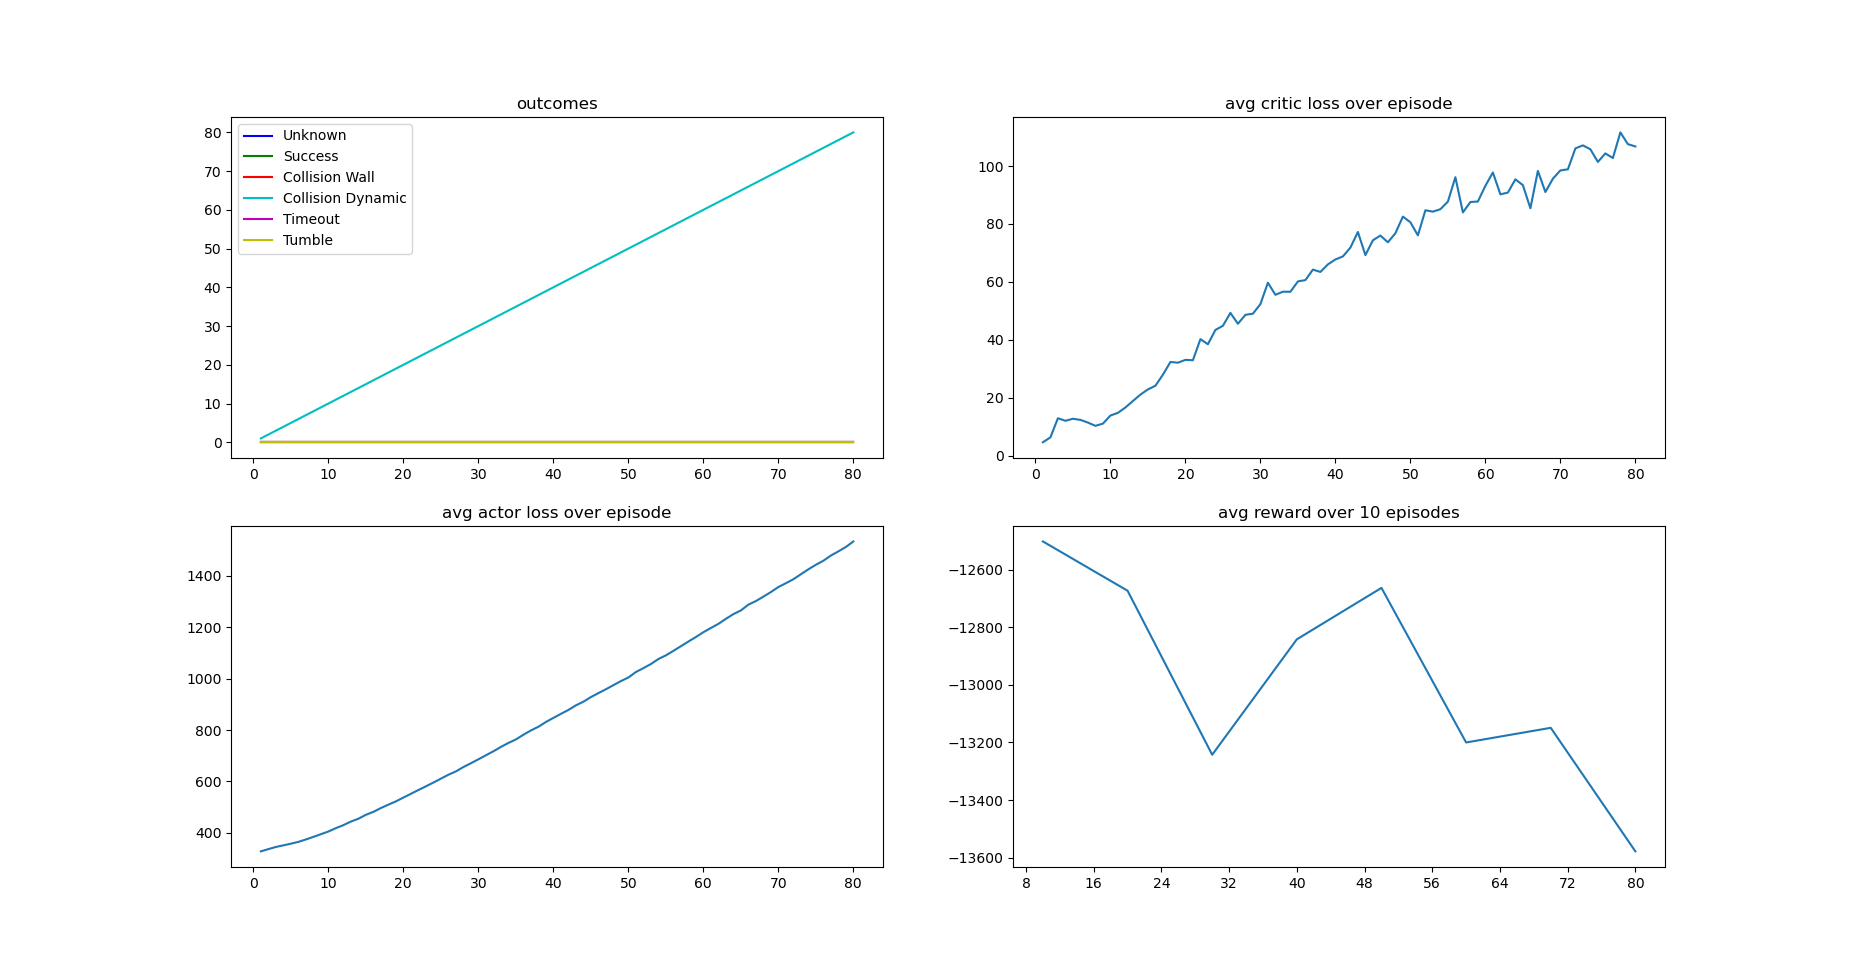 outcomes
80
70
60
50
40
30
20
10
0
Unknown
Success
Collision Wall
Collision Dynamic
Timeout
Tumble
0 10 20 30 40 50 60 70 80
avg critic loss over episode
100
80
60
40
20
0
0 10 20 30 40 50 60 70 80
avg actor loss over episode
1400
1200
1000
800
600
400
0 10 20 30 40 50 60 70 80
avg reward over 10 episodes
−12600
−12800
−13000
−13200
−13400
−13600
8 16 24 32 40 48 56 64 72 80